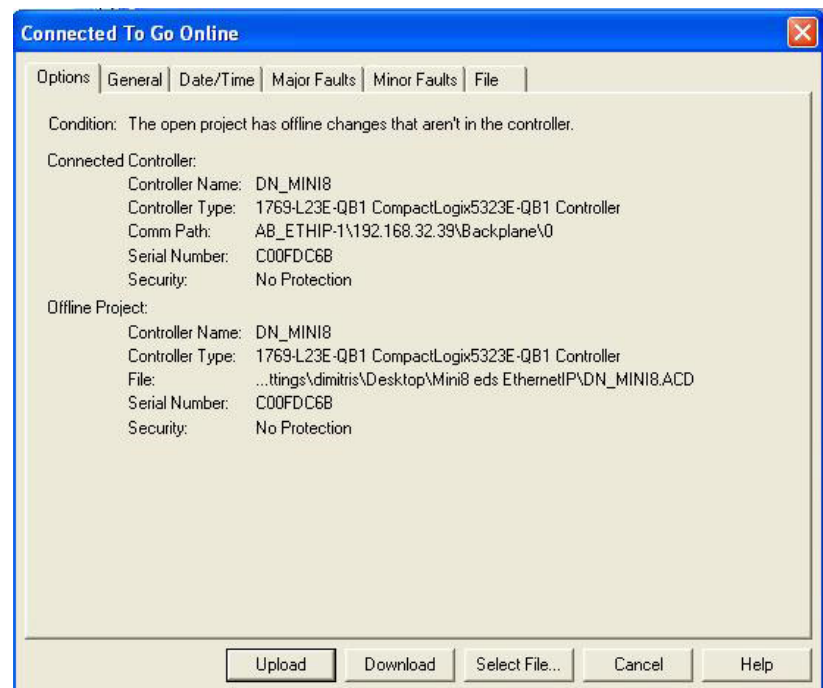 Connected To Go Online
Options General Date/Time Major Faults Minor Faults File
Condition: The open project has offline changes that aren't in the controller.
Connected Controller:
Controller Name: DN_MINI8
Controller Type: 1769-L23E-QB1 CompactLogix5323E-QB1 Controller
Comm Path: AB_ETHIP-1\192.168.32.39\Backplane\0
Serial Number: C00FDC6B
Security: No Protection
Offline Project:
Controller Name: DN_MINI8
Controller Type: 1769-L23E-QB1 CompactLogix5323E-QB1 Controller
File: ...ttings\dimitris\Desktop\Mini8 eds EthernetIP\DN_MINI8.ACD
Serial Number: C00FDC6B
Security: No Protection
Upload Download Select File... Cancel Help